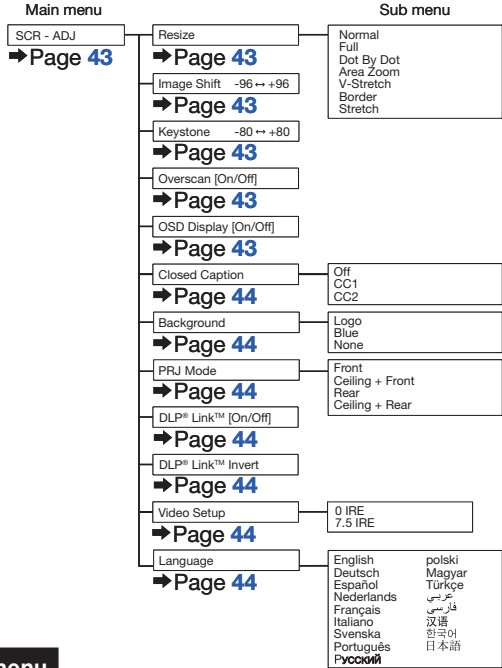 Main menu
Sub menu
SCR - ADJ
➡Page 43
Resize
➡Page 43
Normal
Full
Dot By Dot
Area Zoom
V-Stretch
Border
Stretch
Image Shift -96 ↔ +96
➡Page 43
Keystone -80 ↔ +80
➡Page 43
Overscan [On/Off]
➡Page 43
OSD Display [On/Off]
➡Page 43
Closed Caption
➡Page 44
Off
CC1
CC2
Background
➡Page 44
Logo
Blue
None
PRJ Mode
➡Page 44
Front
Ceiling + Front
Rear
Ceiling + Rear
DLP® Link™ [On/Off]
➡Page 44
DLP® Link™ Invert
➡Page 44
Video Setup
➡Page 44
0 IRE
7.5 IRE
Language
➡Page 44
English
Deutsch
Español
Nederlands
Français
Italiano
Svenska
Português
Русский
polski
Magyar
Türkçe
عربي
فارسی
汉语
한국어
日本語